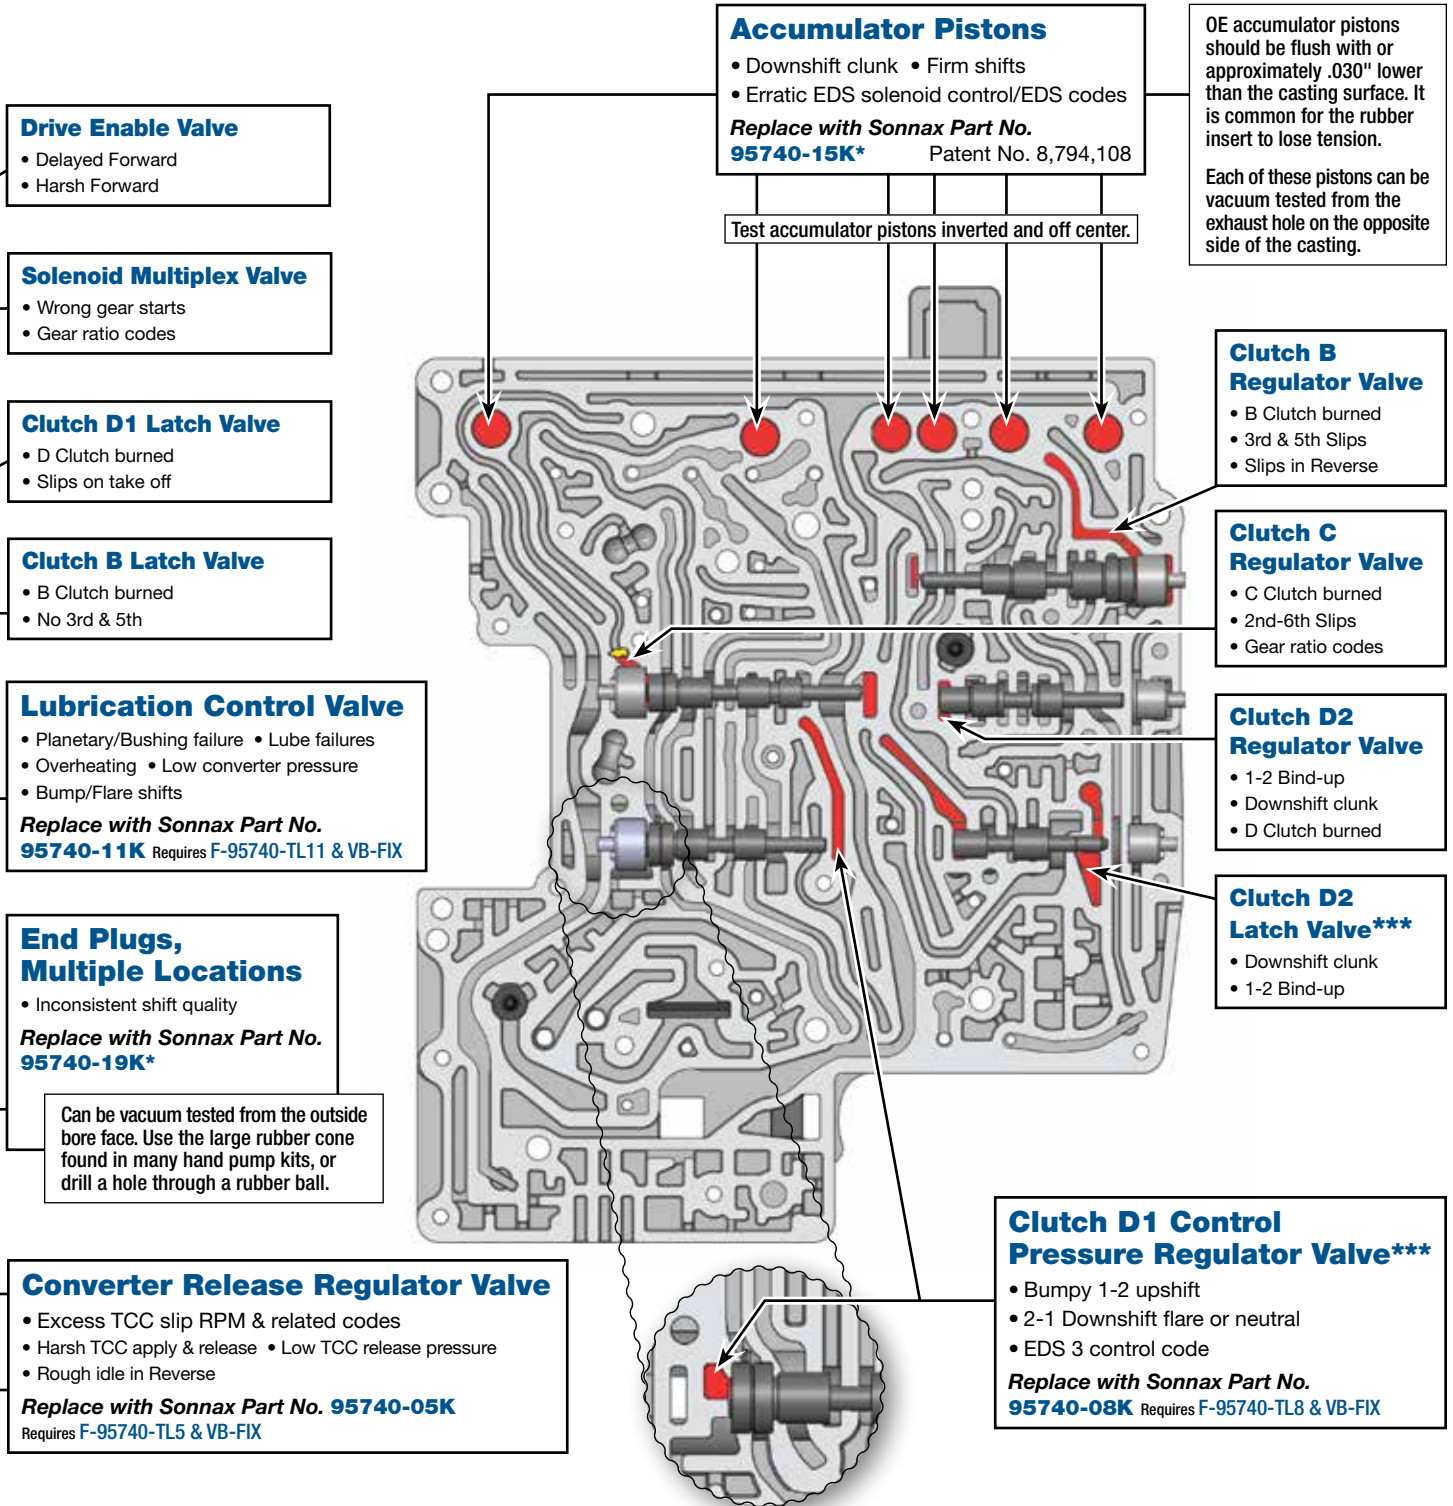 Accumulator Pistons
• Downshift clunk • Firm shifts
• Erratic EDS solenoid control/EDS codes
Replace with Sonnax Part No.
95740-15K* Patent No. 8,794,108
Test accumulator pistons inverted and off center.
OE accumulator pistons
should be flush with or
approximately .030" lower
than the casting surface. It
is common for the rubber
insert to lose tension.
Each of these pistons can be
vacuum tested from the
exhaust hole on the opposite
side of the casting.
Drive Enable Valve
• Delayed Forward
• Harsh Forward
Solenoid Multiplex Valve
• Wrong gear starts
• Gear ratio codes
Clutch D1 Latch Valve
• D Clutch burned
• Slips on take off
Clutch B Latch Valve
• B Clutch burned
• No 3rd & 5th
Lubrication Control Valve
• Planetary/Bushing failure • Lube failures
• Overheating • Low converter pressure
• Bump/Flare shifts
Replace with Sonnax Part No.
95740-11K Requires F-95740-TL11 & VB-FIX
End Plugs,
Multiple Locations
• Inconsistent shift quality
Replace with Sonnax Part No.
95740-19K*
Can be vacuum tested from the outside
bore face. Use the large rubber cone
found in many hand pump kits, or
drill a hole through a rubber ball.
Converter Release Regulator Valve
• Excess TCC slip RPM & related codes
• Harsh TCC apply & release • Low TCC release pressure
• Rough idle in Reverse
Replace with Sonnax Part No. 95740-05K
Requires F-95740-TL5 & VB-FIX
Clutch B
Regulator Valve
• B Clutch burned
• 3rd & 5th Slips
• Slips in Reverse
Clutch C
Regulator Valve
• C Clutch burned
• 2nd-6th Slips
• Gear ratio codes
Clutch D2
Regulator Valve
• 1-2 Bind-up
• Downshift clunk
• D Clutch burned
Clutch D2
Latch Valve***
• Downshift clunk
• 1-2 Bind-up
Clutch D1 Control
Pressure Regulator Valve***
• Bumpy 1-2 upshift
• 2-1 Downshift flare or neutral
• EDS 3 control code
Replace with Sonnax Part No.
95740-08K Requires F-95740-TL8 & VB-FIX